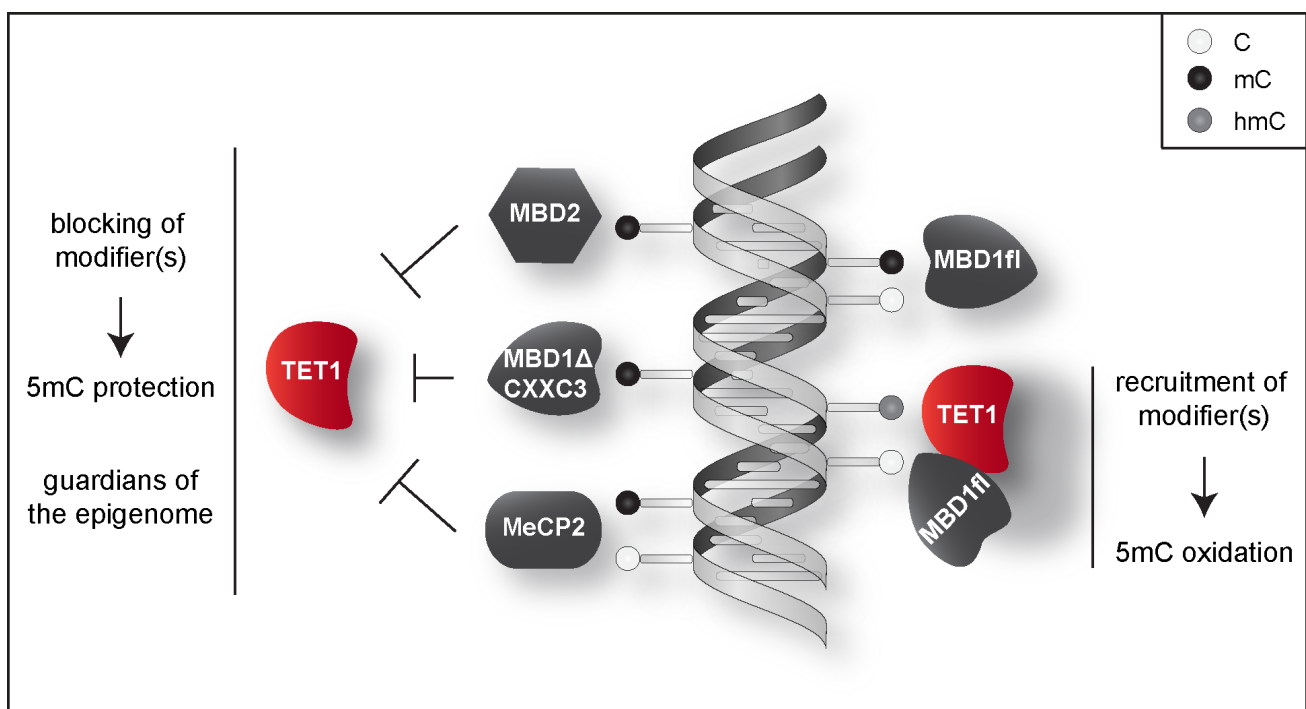 C
mC
hmC
blocking of
modifier(s)
5mC protection
guardians of
the epigenome
TET1
MBD2
MBD1Δ
CXXC3
MeCP2
MBD1fl
TET1
MBD1fl
recruitment of
modifier(s)
5mC oxidation